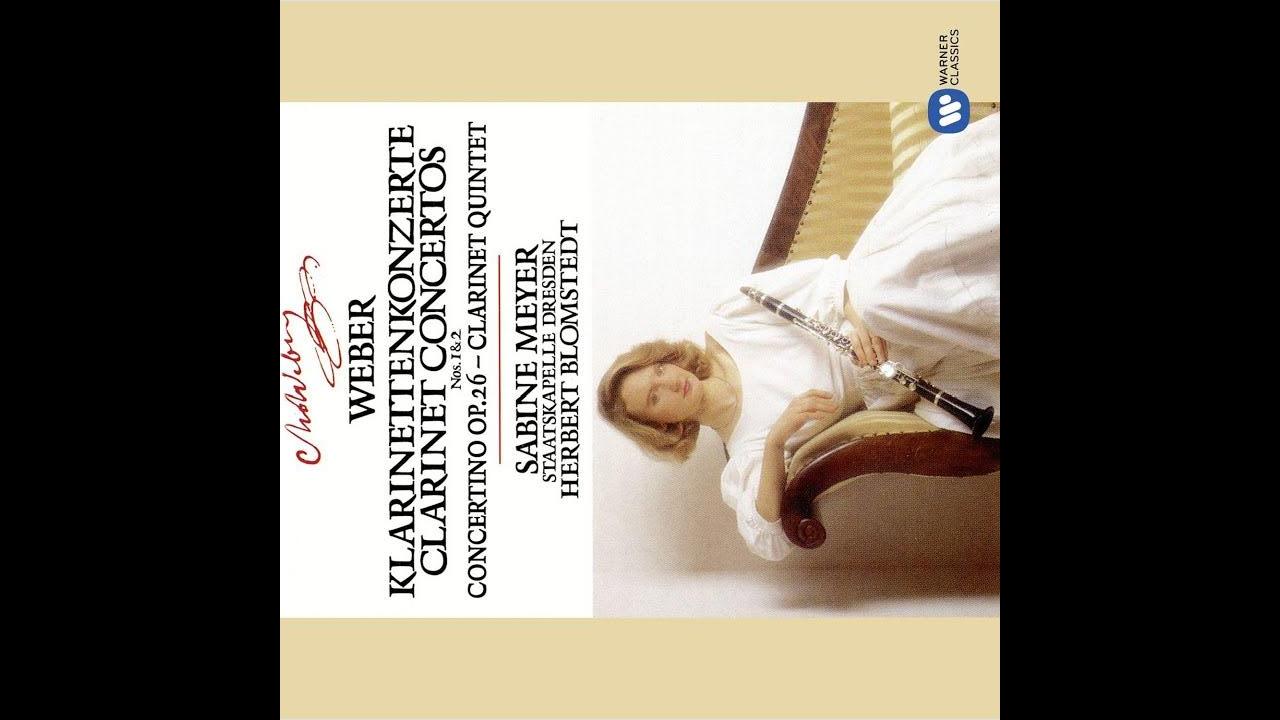 WEBER
KLARINETTENKONZERTE
CLARINET CONCERTOS
Nos. 1 & 2
CONCERTINO OP.26 – CLARINET QUINTET
SABINE MEYER
STAATSKAPELLE DRESDEN
HERBERT BLOMSTEDT
WARNER
CLASSICS